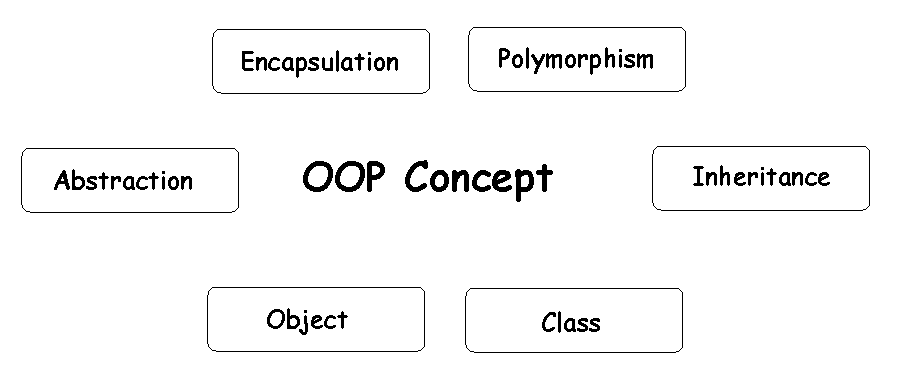 Encapsulation
Polymorphism
Abstraction
OOP Concept
Inheritance
Object
Class